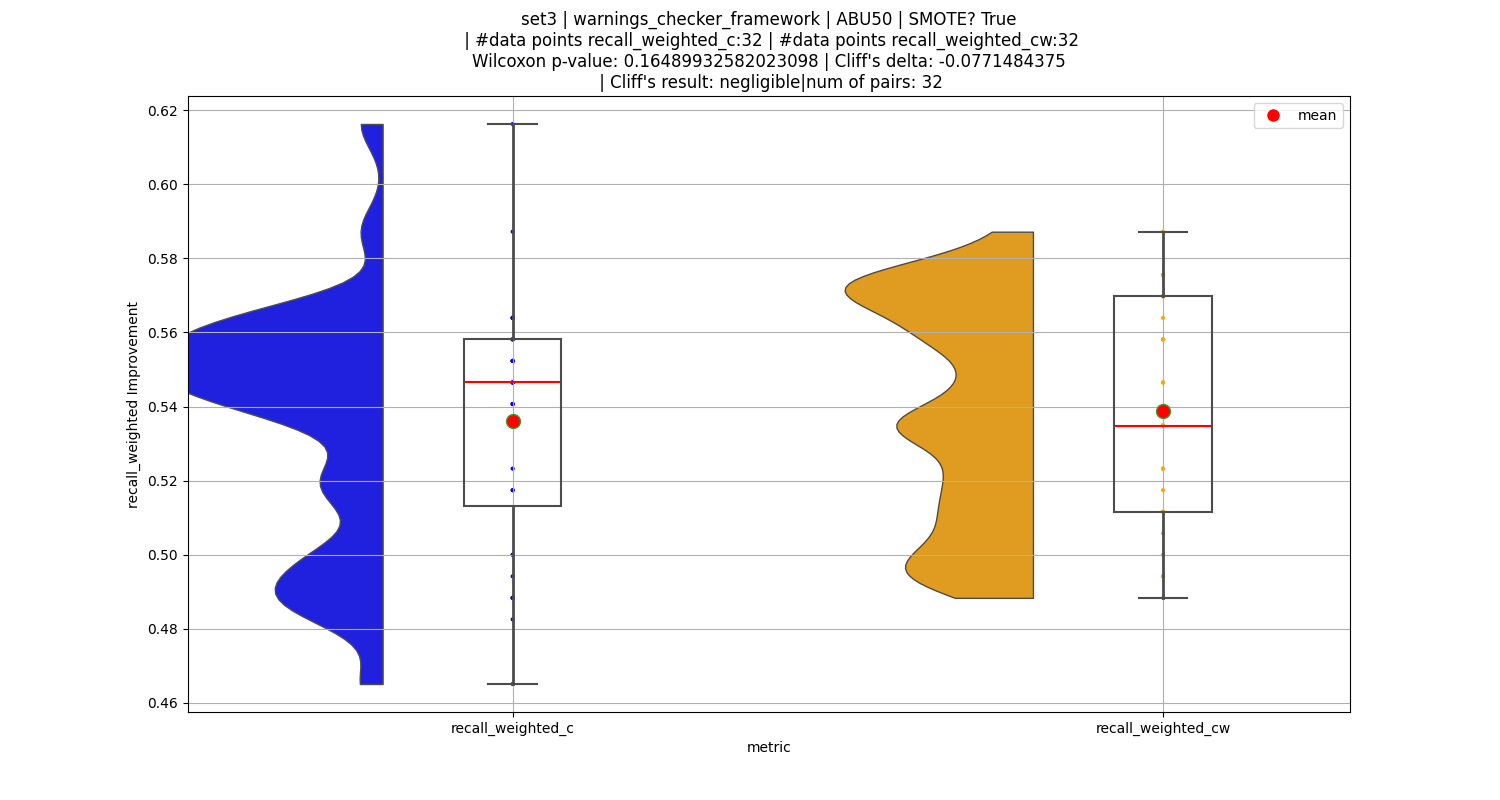 set3 | warnings_checker_framework | ABU50 | SMOTE? True
| #data points recall_weighted_c:32 | #data points recall_weighted_cw:32
Wilcoxon p-value: 0.16489932582023098 | Cliff's delta: -0.0771484375
| Cliff's result: negligible|num of pairs: 32
mean
0.62
0.60
0.58
0.56
0.54
0.52
0.50
0.48
0.46
recall_weighted Improvement
recall_weighted_c
recall_weighted_cw
metric